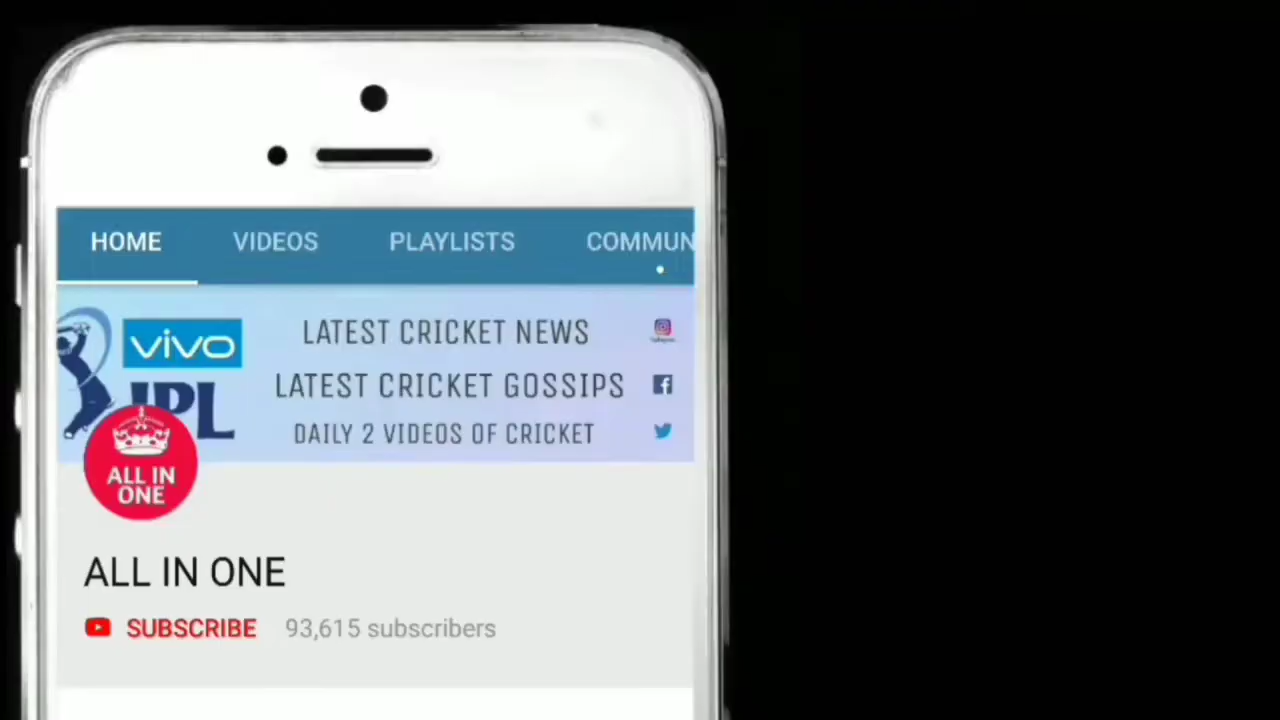 HOME VIDEOS PLAYLISTS COMMUN
vivo
IPL
LATEST CRICKET NEWS
LATEST CRICKET GOSSIPS
DAILY 2 VIDEOS OF CRICKET
ALL IN
ONE
ALL IN ONE
SUBSCRIBE 93,615 subscribers